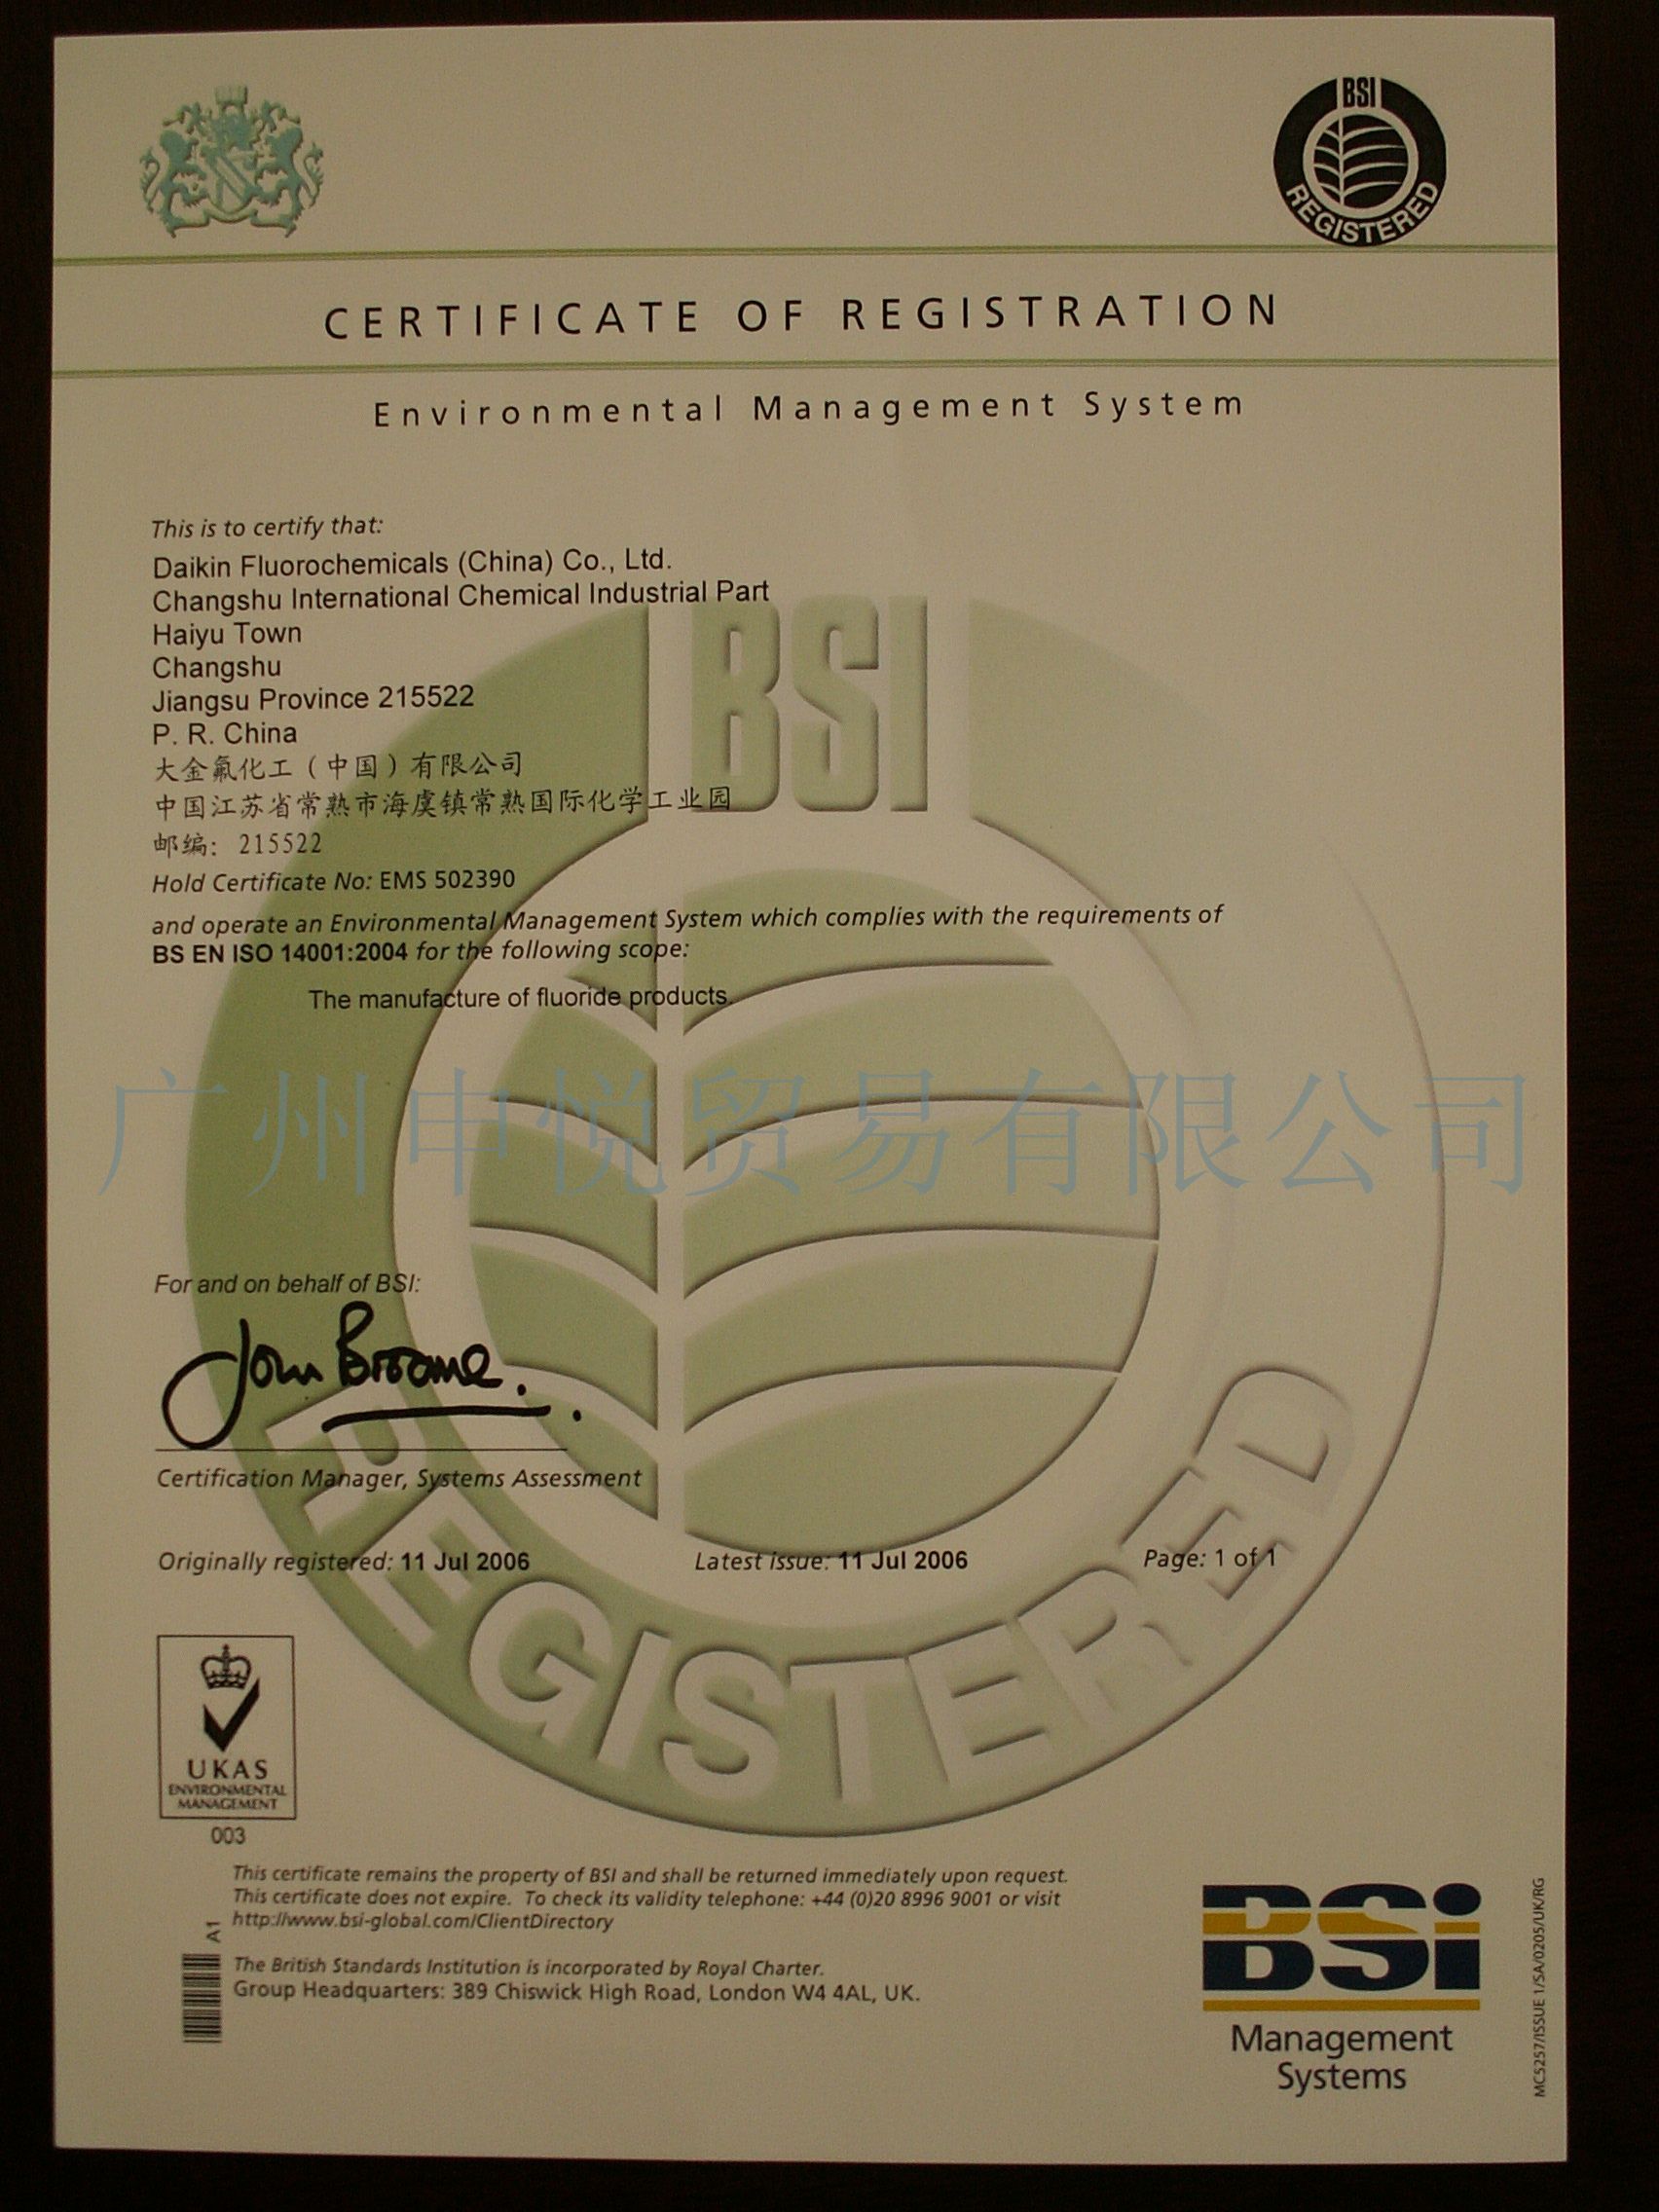 BSI
REGISTERED
CERTIFICATE OF REGISTRATION
Environmental Management System
This is to certify that:
Daikin Fluorochemicals (China) Co., Ltd.
Changshu International Chemical Industrial Part
Haiyu Town
Changshu
Jiangsu Province 215522
P. R. China
大金氟化工（中国）有限公司
中国江苏省常熟市海虞镇常熟国际化学工业园
邮编: 215522
BSI
Hold Certificate No: EMS 502390
and operate an Environmental Management System which complies with the requirements of
BS EN ISO 14001:2004 for the following scope:
The manufacture of fluoride products.
广州申悦贸易有限公司
For and on behalf of BSI:
John Broome.
Certification Manager, Systems Assessment
Originally registered: 11 Jul 2006 Latest issue: 11 Jul 2006 Page: 1 of 1
REGISTERED
UKAS
ENVIRONMENTAL
MANAGEMENT
003
This certificate remains the property of BSI and shall be returned immediately upon request.
This certificate does not expire. To check its validity telephone: +44 (0)20 8996 9001 or visit
http://www.bsi-global.com/ClientDirectory
A1
The British Standards Institution is incorporated by Royal Charter.
Group Headquarters: 389 Chiswick High Road, London W4 4AL, UK.
BSi
Management
Systems
MC5257/ISSUE 1/SA/0205/UK/RG